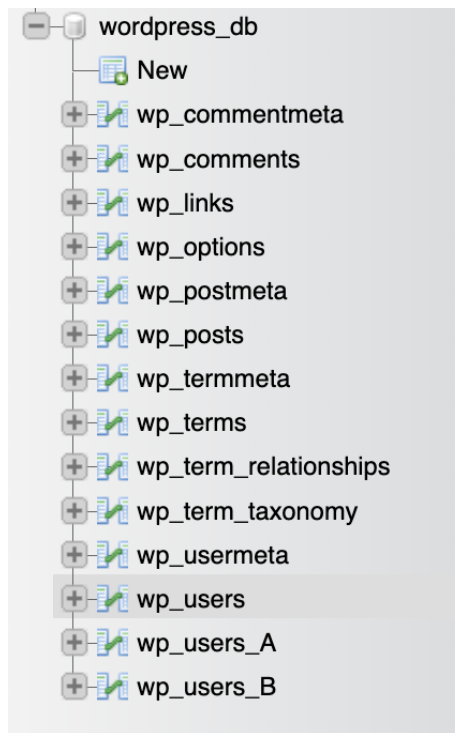 wordpress_db
New
wp_commentmeta
wp_comments
wp_links
wp_options
wp_postmeta
wp_posts
wp_termmeta
wp_terms
wp_term_relationships
wp_term_taxonomy
wp_usermeta
wp_users
wp_users_A
wp_users_B